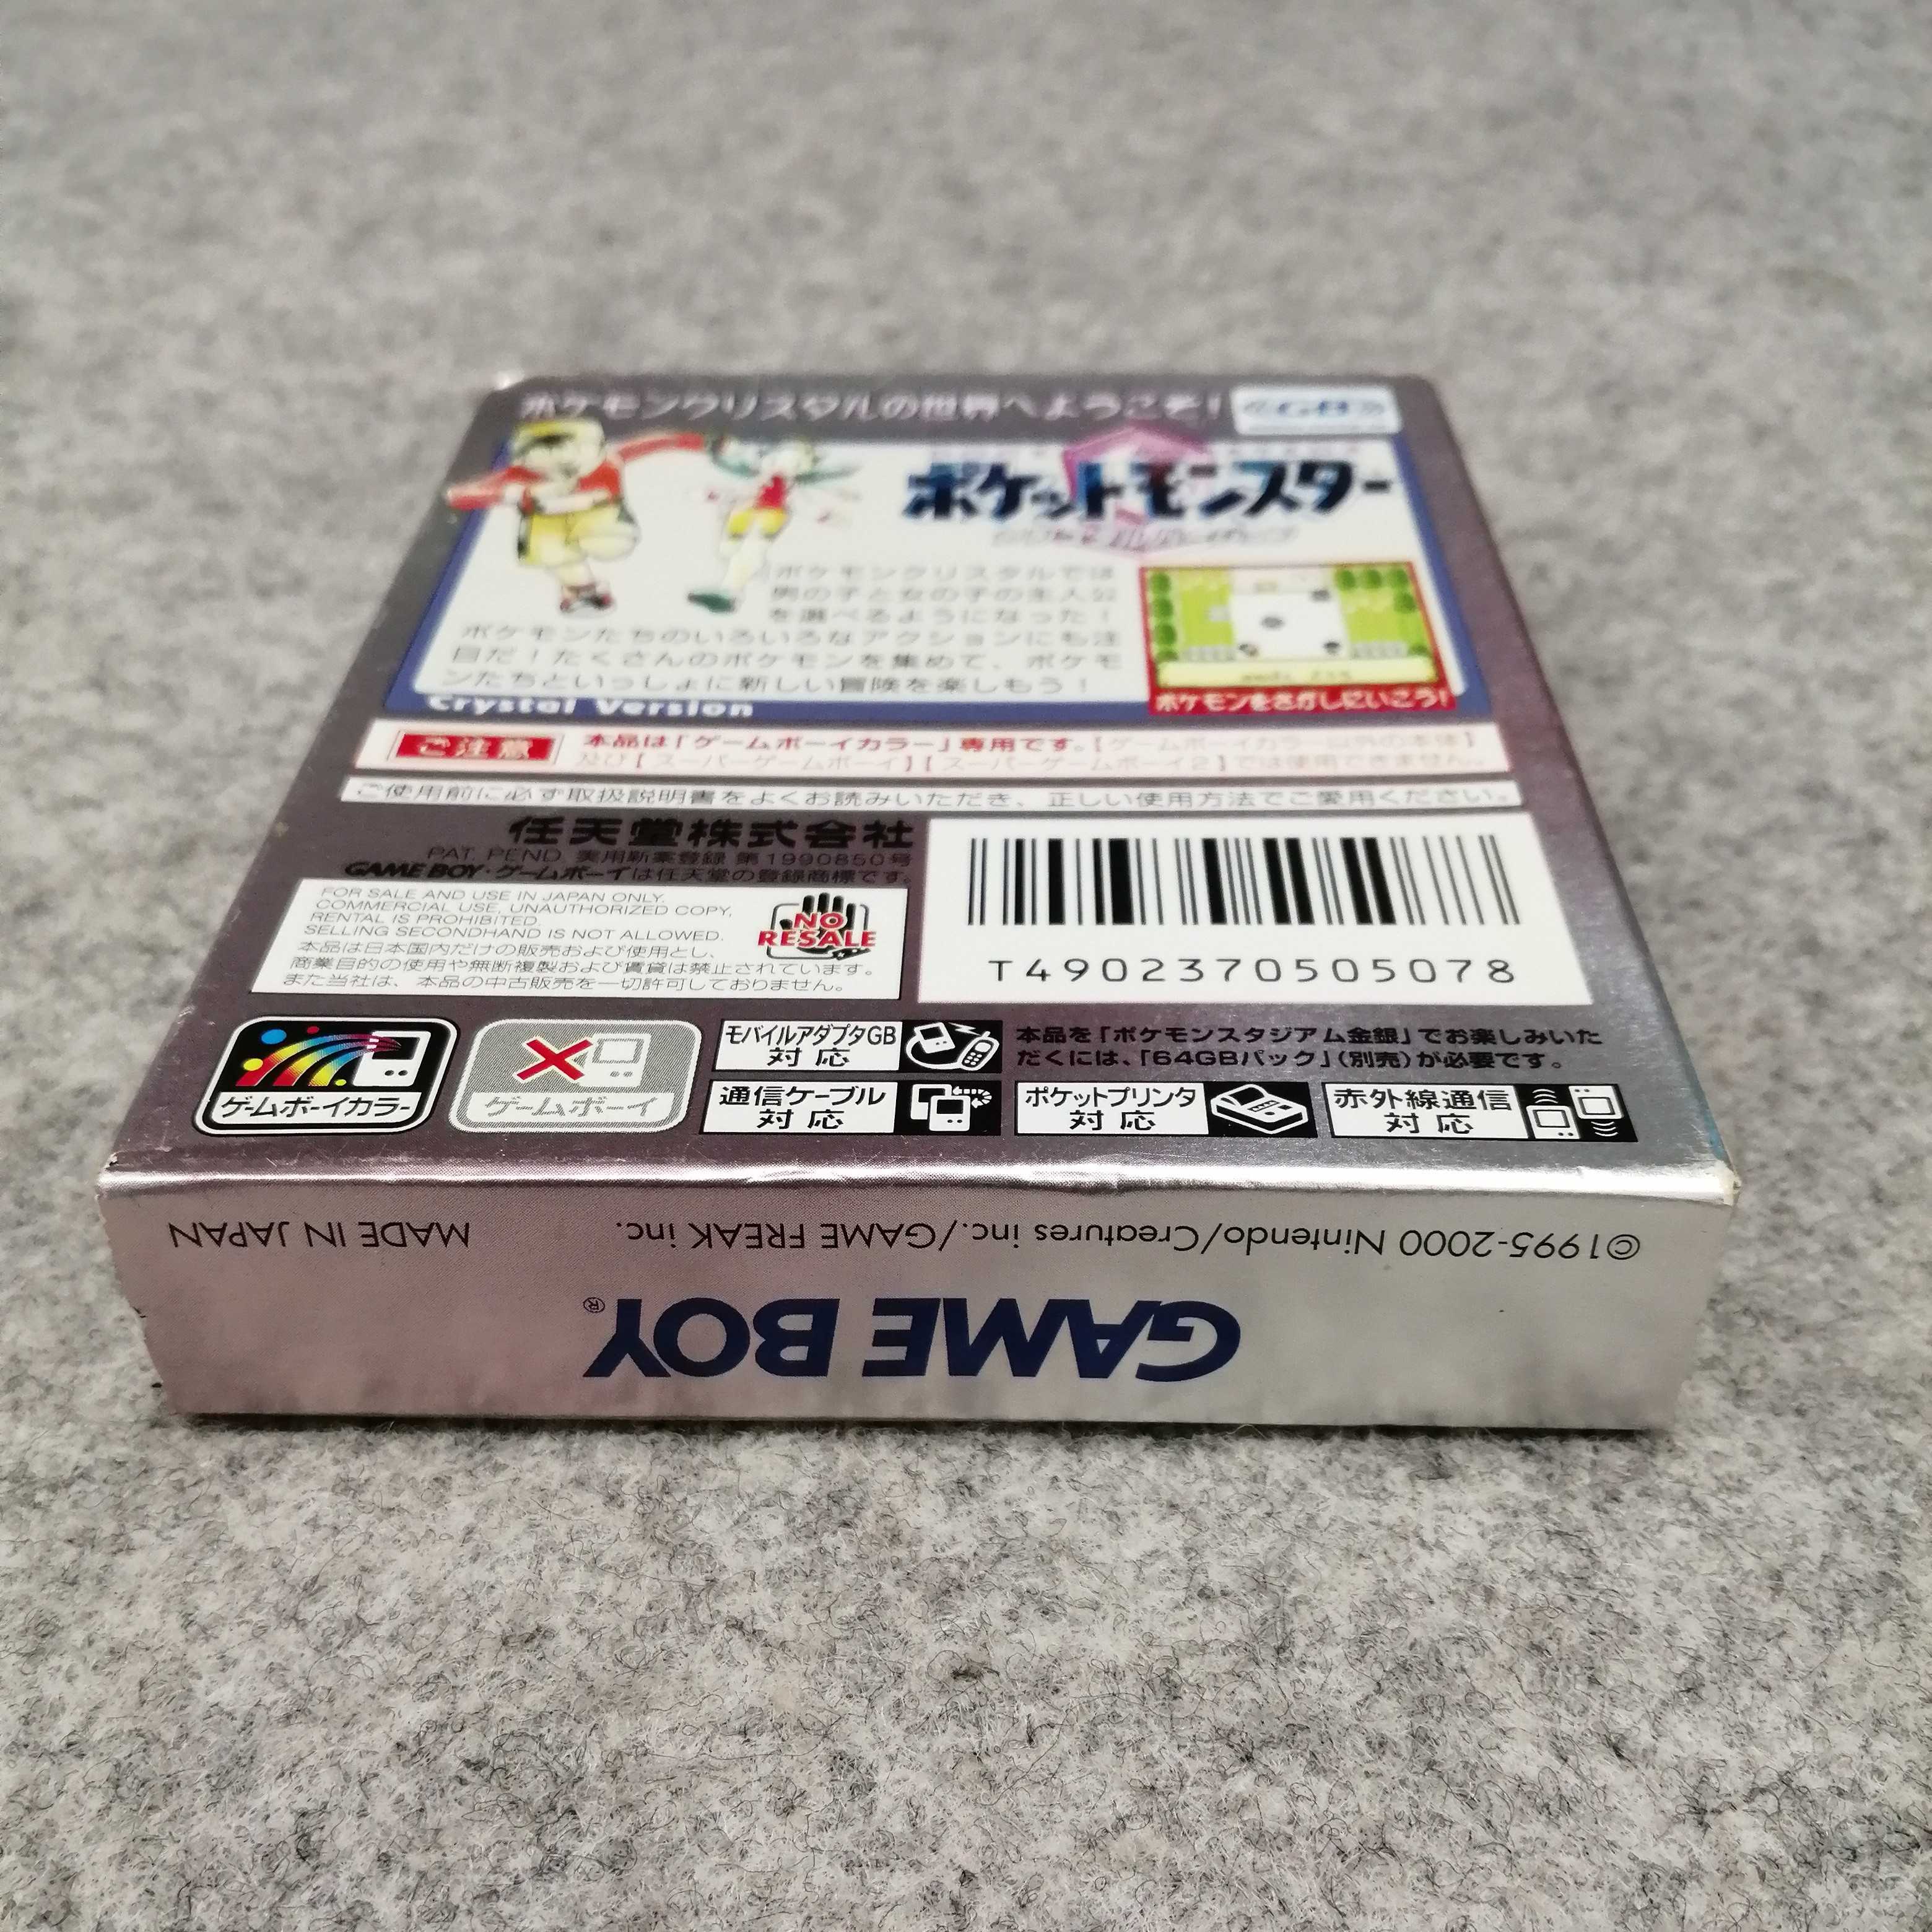 ポケモンクリスタルの世界へようこそ!
ポケットモンスター
ポケモンクリスタルでは
男の子と女の子の主人公
を選べるようになった!
ポケモンたちのいろいろなアクションにも注
目だ!たくさんのポケモンを集めて、ポケモ
ンたちといっしょに新しい冒険を楽しもう!
ポケモンをさがしにいこう!
Crystal Version
ご注意
本品は「ゲームボーイカラー」専用です。【ゲームボーイカラー以外の本体】
及び【スーパーゲームボーイ】【スーパーゲームボーイ2】では使用できません。
ご使用前に必ず取扱説明書をよくお読みいただき、正しい使用方法でご愛用ください。
任天堂株式会社
PAT. PEND. 実用新案登録 第1990850号
GAME BOY・ゲームボーイは任天堂の登録商標です。
FOR SALE AND USE IN JAPAN ONLY.
COMMERCIAL USE, UNAUTHORIZED COPY,
RENTAL IS PROHIBITED.
SELLING SECONDHAND IS NOT ALLOWED.
本品は日本国内だけの販売および使用とし、
商業目的の使用や無断複製および賃貸は禁止されています。
また当社は、本品の中古販売を一切許可しておりません。
NO
RESALE
T4902370505078
ゲームボーイカラー
ゲームボーイ
モバイルアダプタGB
対応
本品を「ポケモンスタジアム金銀」でお楽しみいた
だくには、「64GBパック」(別売)が必要です。
通信ケーブル
対応
ポケットプリンタ
対応
赤外線通信
対応
©1995-2000 Nintendo/Creatures inc./GAME FREAK inc.
MADE IN JAPAN
GAME BOY®